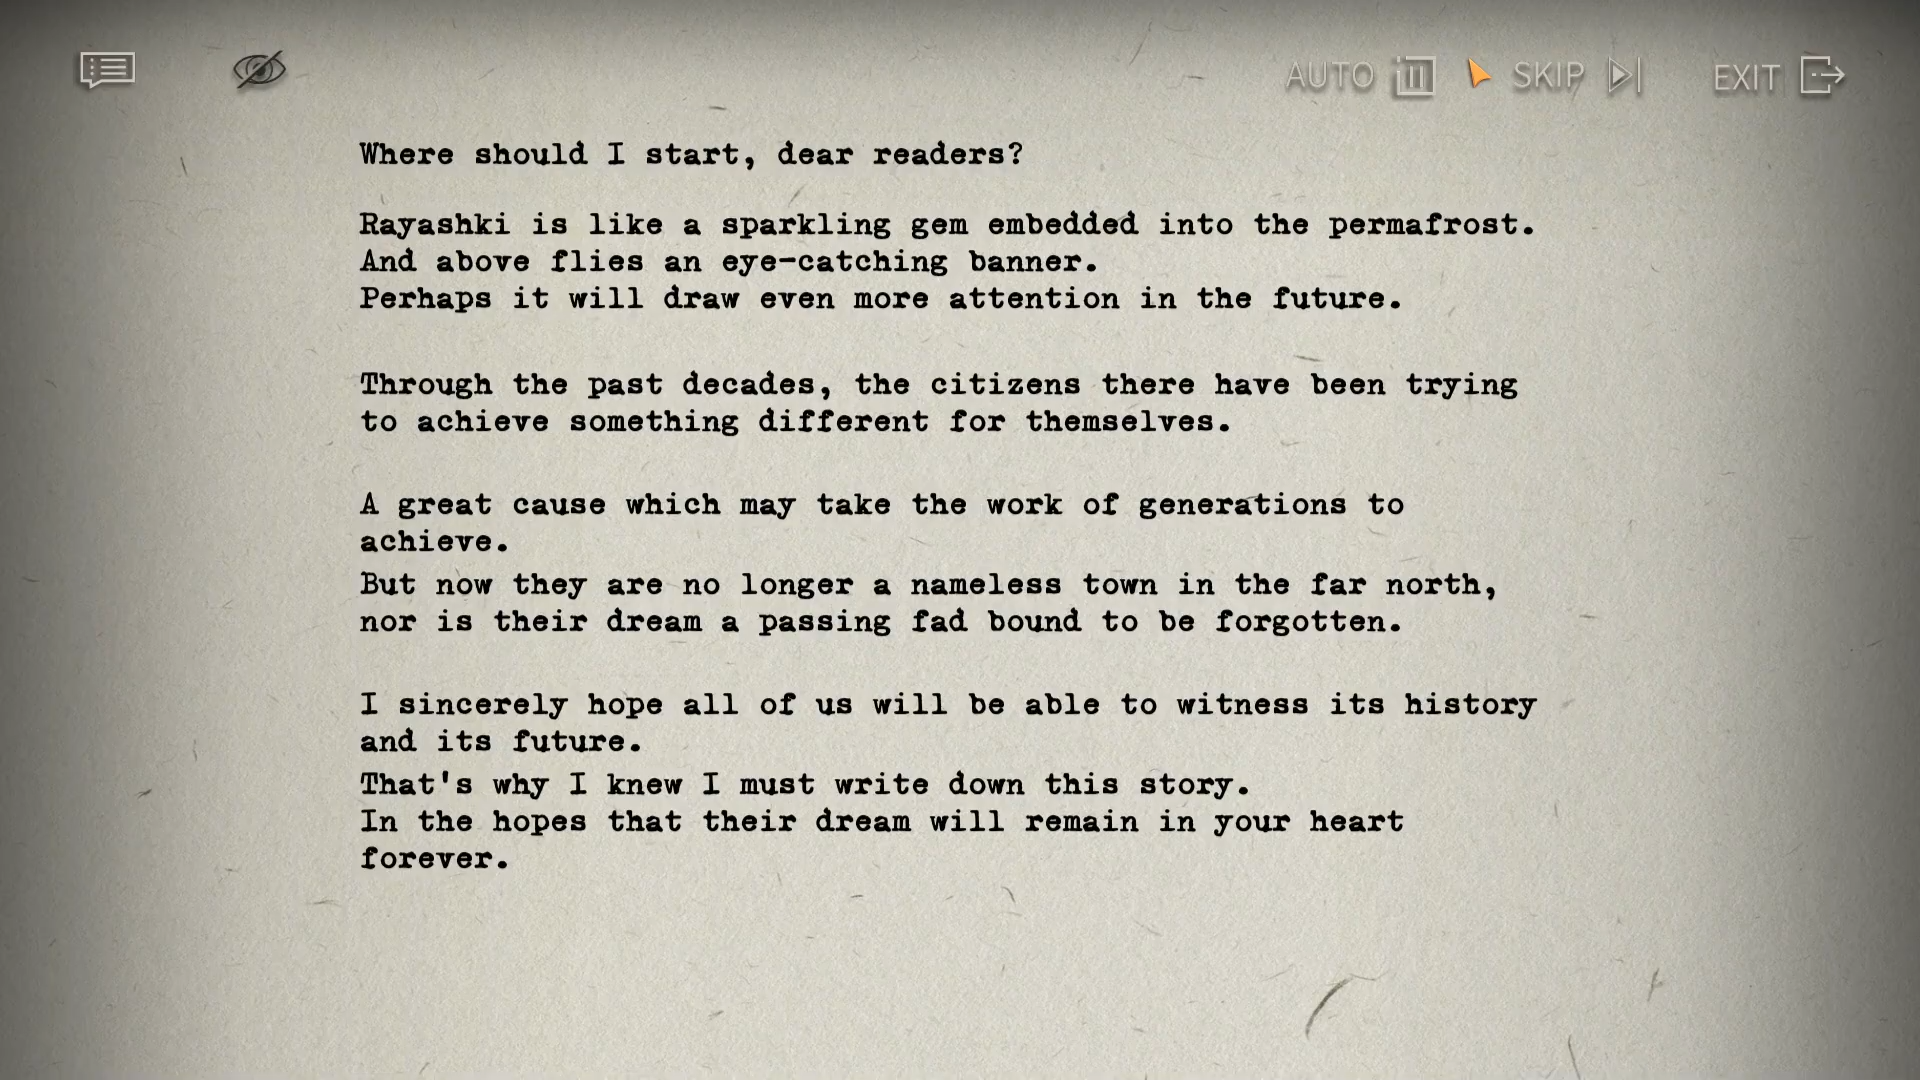 AUTO SKIP EXIT
Where should I start, dear readers?
Rayashki is like a sparkling gem embedded into the permafrost.
And above flies an eye-catching banner.
Perhaps it will draw even more attention in the future.
Through the past decades, the citizens there have been trying
to achieve something different for themselves.
A great cause which may take the work of generations to
achieve.
But now they are no longer a nameless town in the far north,
nor is their dream a passing fad bound to be forgotten.
I sincerely hope all of us will be able to witness its history
and its future.
That's why I knew I must write down this story.
In the hopes that their dream will remain in your heart
forever.